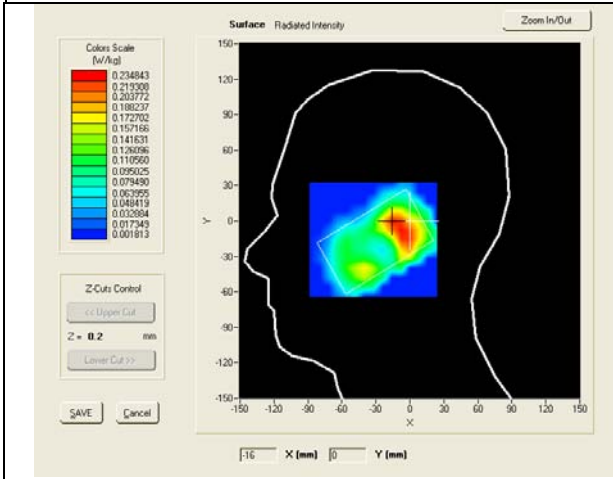 Surface Radiated Intensity
Zoom In/Out
Colors Scale
(W/kg)
0.234843
0.219308
0.203772
0.188237
0.172702
0.157166
0.141631
0.126096
0.110560
0.095025
0.079490
0.063955
0.048419
0.032884
0.017349
0.001813
Z-Cuts Control
<< Upper Cut
Z = 0.2 mm
Lower Cut >>
SAVE Cancel
150
120
90
60
30
0
-30
-60
-90
-120
-150
Y
-150 -120 -90 -60 -30 0 30 60 90 120 150
X
-16 X (mm) 0 Y (mm)